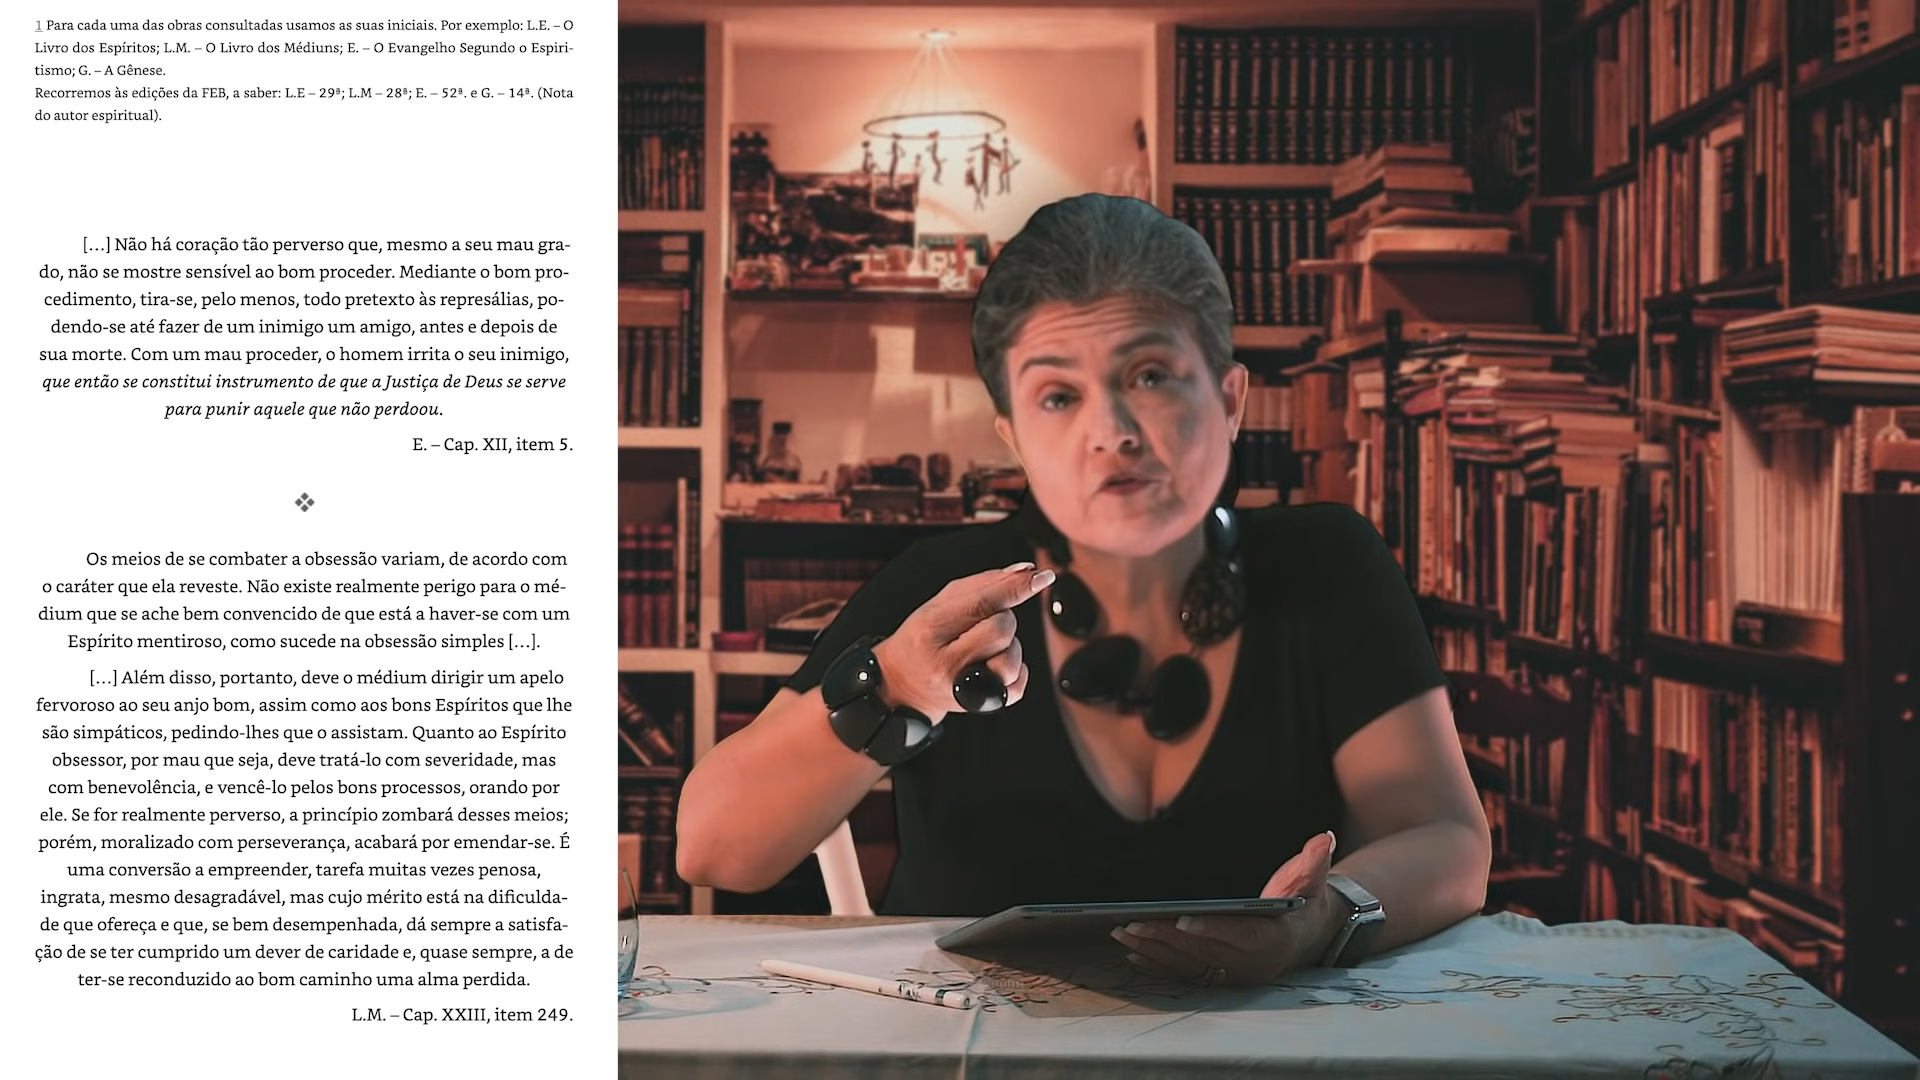 1 Para cada uma das obras consultadas usamos as suas iniciais. Por exemplo: L.E. – O
Livro dos Espíritos; L.M. – O Livro dos Médiuns; E. – O Evangelho Segundo o Espiri-
tismo; G. – A Gênese.
Recorremos às edições da FEB, a saber: L.E – 29ª; L.M – 28ª; E. – 52ª. e G. – 14ª. (Nota
do autor espiritual).
[…] Não há coração tão perverso que, mesmo a seu mau gra-
do, não se mostre sensível ao bom proceder. Mediante o bom pro-
cedimento, tira-se, pelo menos, todo pretexto às represálias, po-
dendo-se até fazer de um inimigo um amigo, antes e depois de
sua morte. Com um mau proceder, o homem irrita o seu inimigo,
que então se constitui instrumento de que a Justiça de Deus se serve
para punir aquele que não perdoou.
E. – Cap. XII, item 5.
Os meios de se combater a obsessão variam, de acordo com
o caráter que ela reveste. Não existe realmente perigo para o mé-
dium que se ache bem convencido de que está a haver-se com um
Espírito mentiroso, como sucede na obsessão simples […].
[…] Além disso, portanto, deve o médium dirigir um apelo
fervoroso ao seu anjo bom, assim como aos bons Espíritos que lhe
são simpáticos, pedindo-lhes que o assistam. Quanto ao Espírito
obsessor, por mau que seja, deve tratá-lo com severidade, mas
com benevolência, e vencê-lo pelos bons processos, orando por
ele. Se for realmente perverso, a princípio zombará desses meios;
porém, moralizado com perseverança, acabará por emendar-se. É
uma conversão a empreender, tarefa muitas vezes penosa,
ingrata, mesmo desagradável, mas cujo mérito está na dificulda-
de que ofereça e que, se bem desempenhada, dá sempre a satisfa-
ção de se ter cumprido um dever de caridade e, quase sempre, a de
ter-se reconduzido ao bom caminho uma alma perdida.
L.M. – Cap. XXIII, item 249.